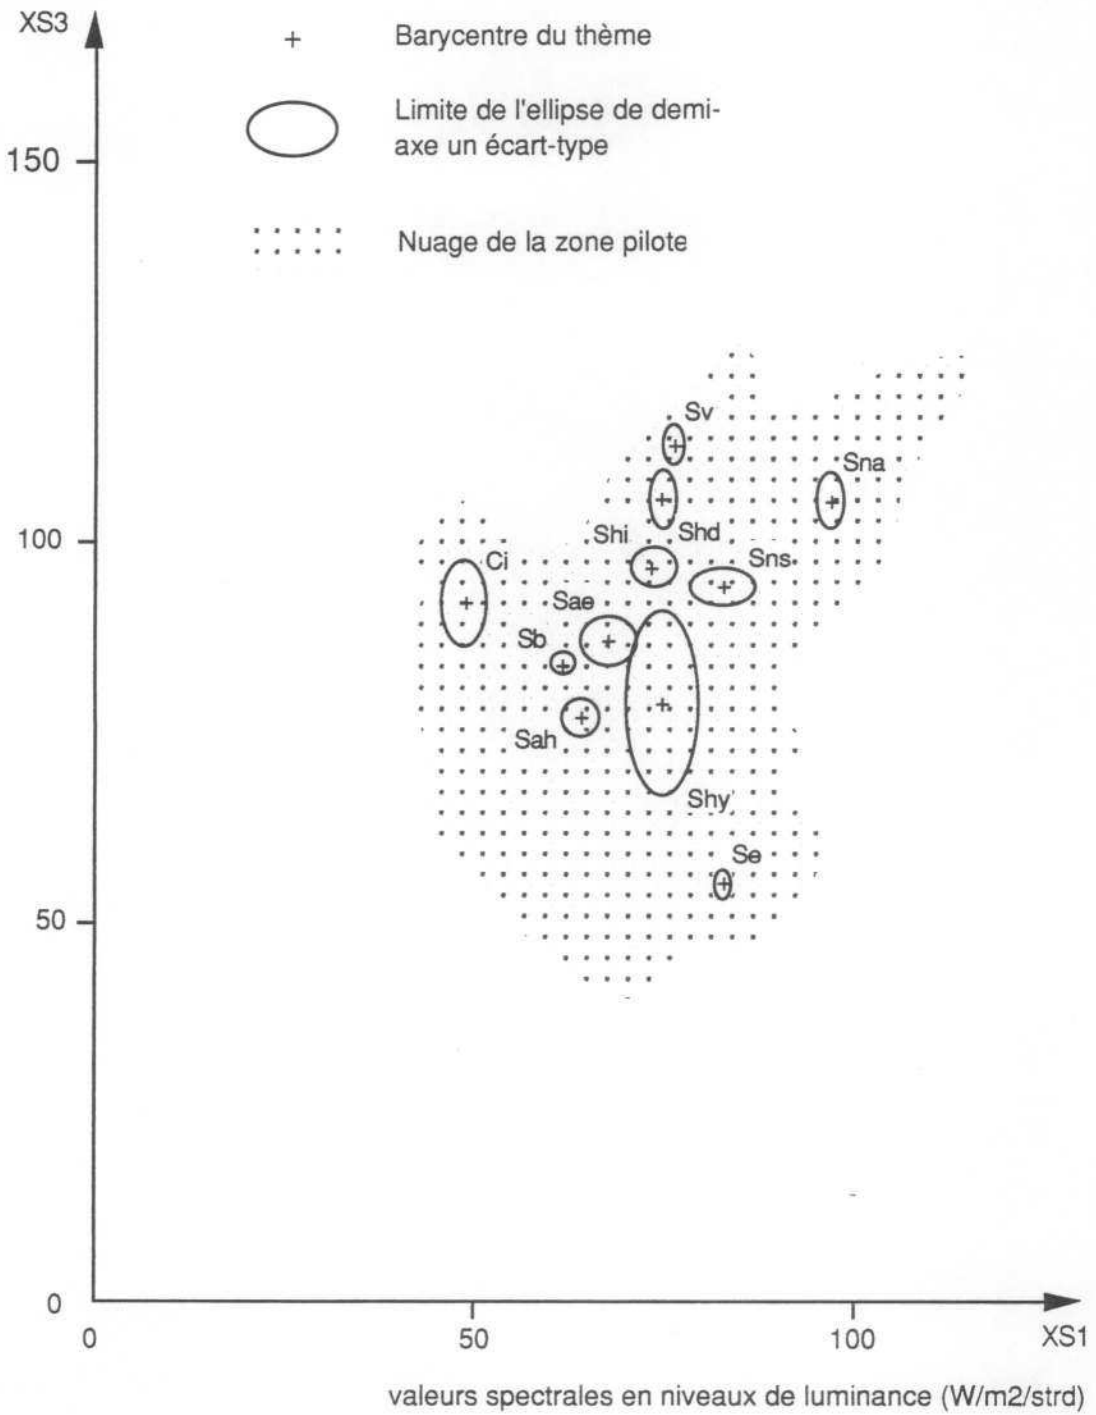 XS3
Barycentre du thème
Limite de l'ellipse de demi-
axe un écart-type
150
Nuage de la zone pilote
Sv
Sna
100
Shi
Shd
Sns
Ci
Sae
Sb
Sah
Shy
Se
50
0
0
50
100
XS1
valeurs spectrales en niveaux de luminance (W/m2/strd)